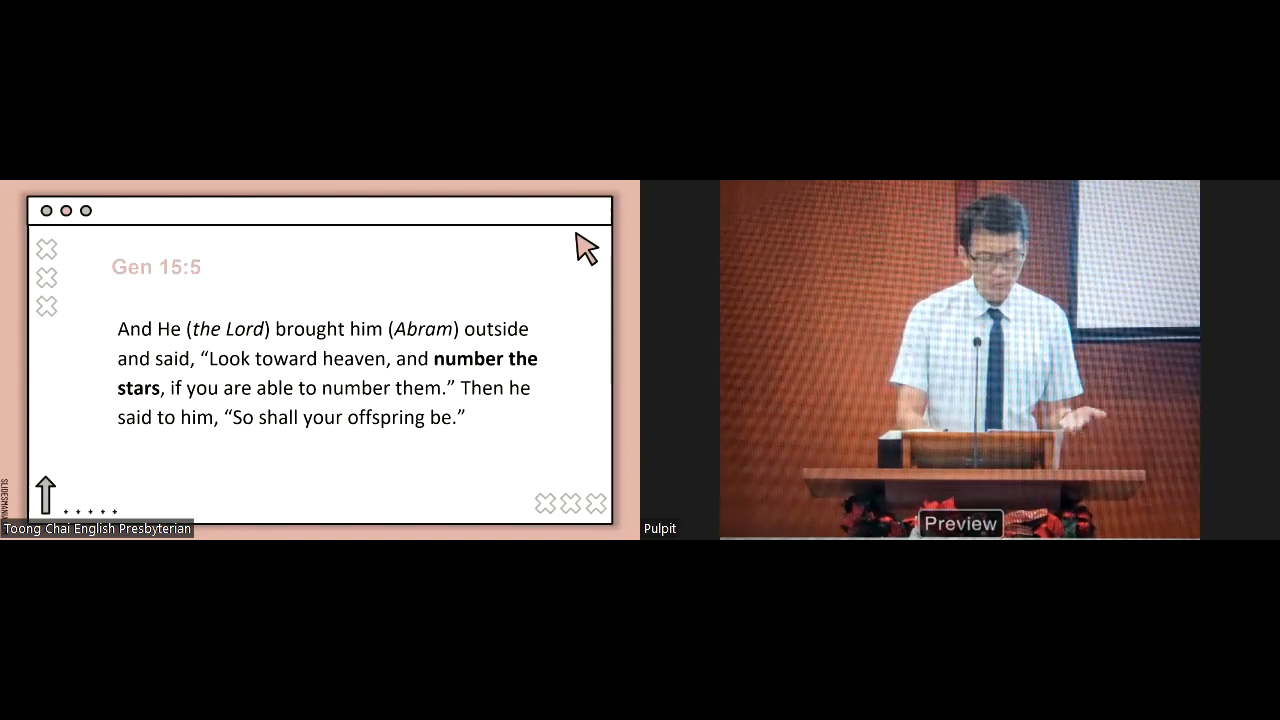 Gen 15:5
And He (the Lord) brought him (Abram) outside
and said, “Look toward heaven, and number the
stars, if you are able to number them.” Then he
said to him, “So shall your offspring be.”
Toong Chai English Presbyterian
Pulpit
Preview